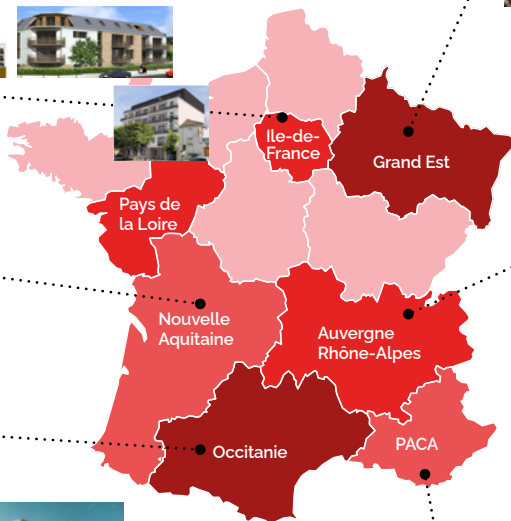 Ile-de-
France
Grand Est
Pays de
la Loire
Nouvelle
Aquitaine
Auvergne
Rhône-Alpes
Occitanie
PACA